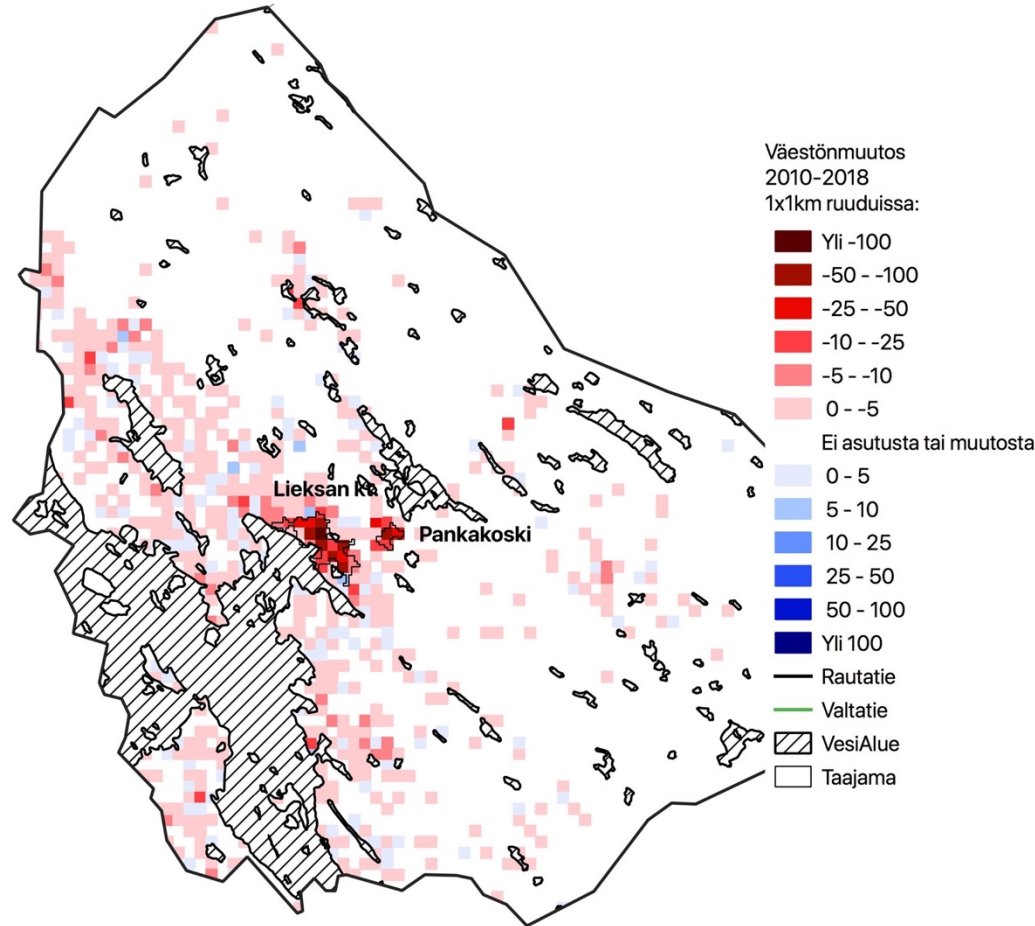 Väestönmuutos
2010-2018
1x1km ruuduissa:
Yli -100
-50 - -100
-25 - -50
-10 - -25
-5 - -10
0 - -5
Ei asutusta tai muutosta
0 - 5
5 - 10
10 - 25
25 - 50
50 - 100
Yli 100
Rautatie
Valtatie
VesiAlue
Taajama
Lieksan kt.
Pankakoski